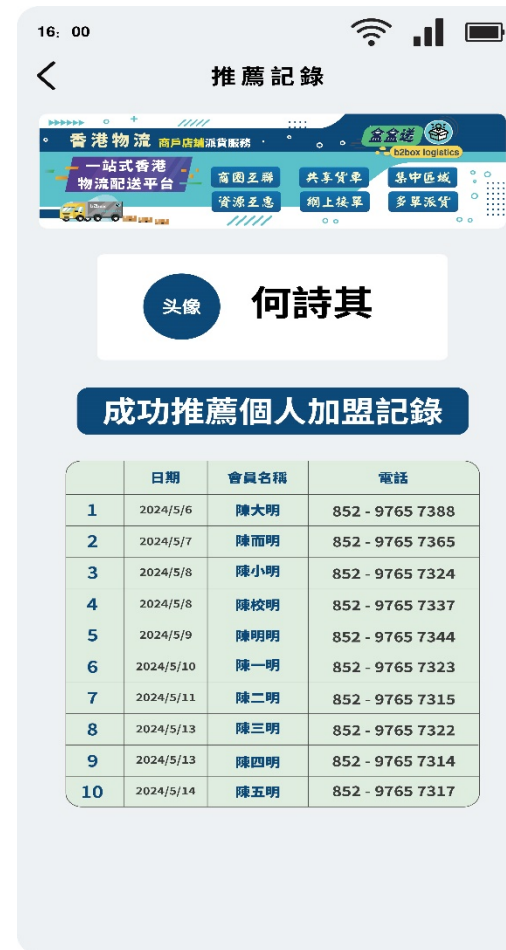 16: 00
推薦記錄
香港物流 商戶店舖派貨服務
盒盒送
b2box logistics
一站式香港
物流配送平台
商圈互聯 共享貨車 集中区域
資源互惠 網上接單 多單派貨
头像 何詩其
成功推薦個人加盟記錄
日期 會員名稱 電話
1 2024/5/6 陳大明 852 - 9765 7388
2 2024/5/7 陳而明 852 - 9765 7365
3 2024/5/8 陳小明 852 - 9765 7324
4 2024/5/8 陳校明 852 - 9765 7337
5 2024/5/9 陳明明 852 - 9765 7344
6 2024/5/10 陳一明 852 - 9765 7323
7 2024/5/11 陳二明 852 - 9765 7315
8 2024/5/13 陳三明 852 - 9765 7322
9 2024/5/13 陳四明 852 - 9765 7314
10 2024/5/14 陳五明 852 - 9765 7317